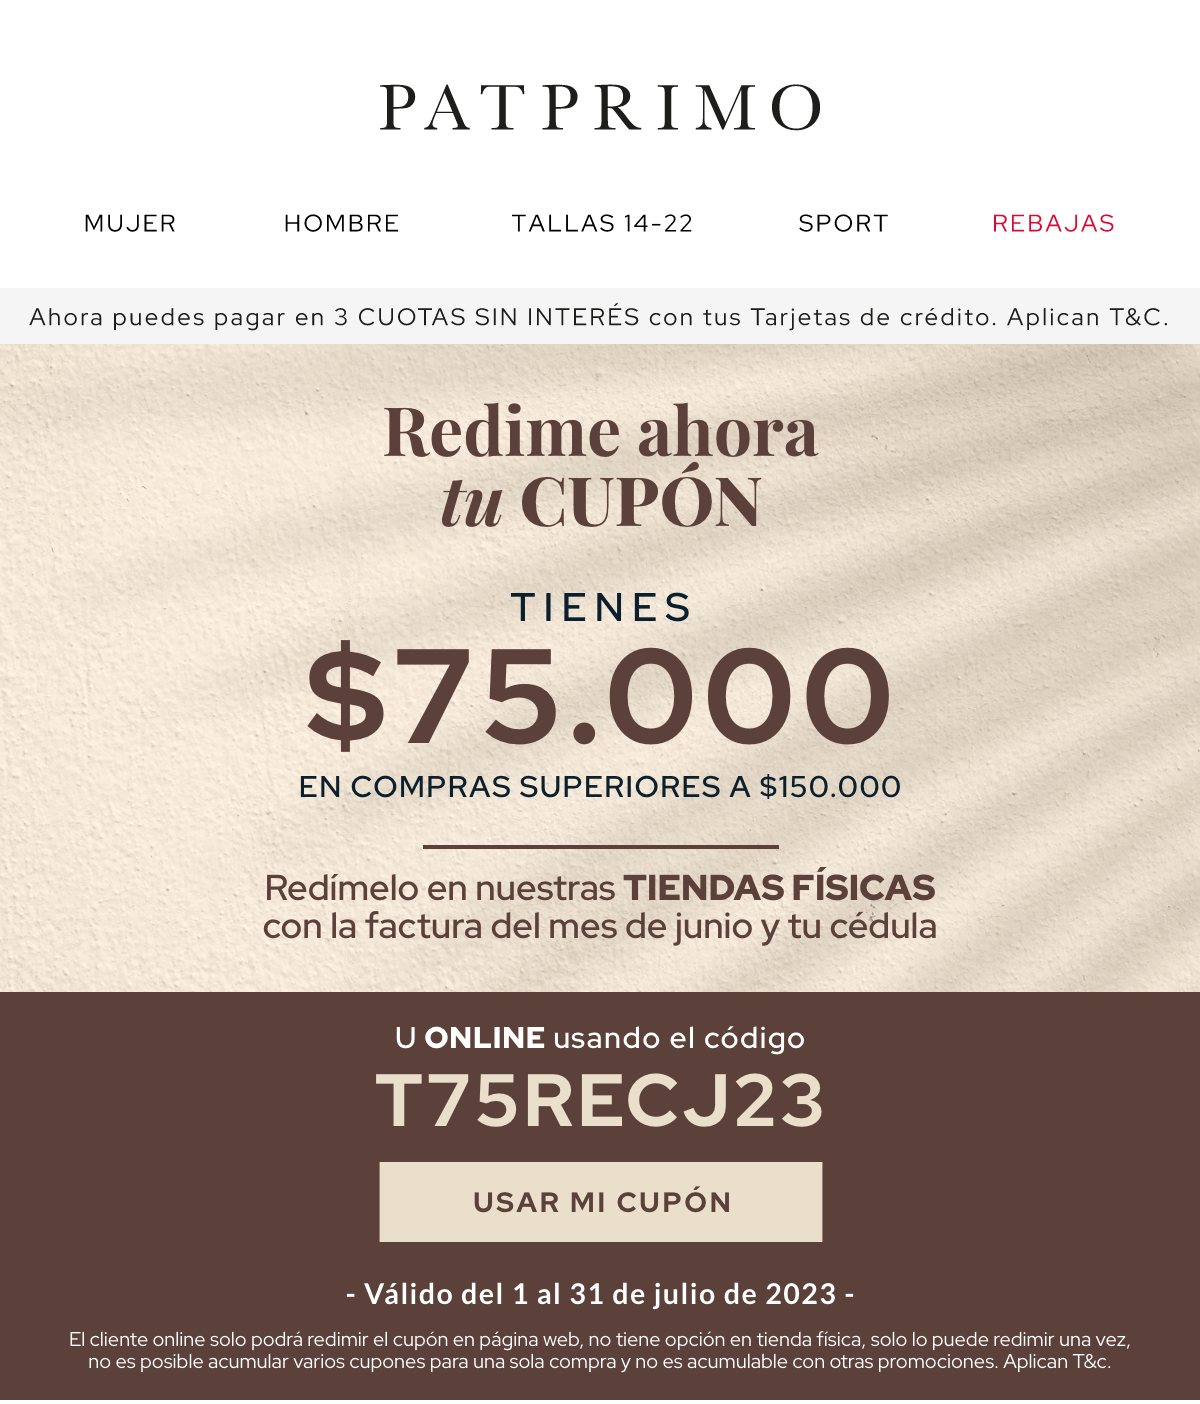 PATPRIMO
MUJER HOMBRE TALLAS 14-22 SPORT REBAJAS
Ahora puedes pagar en 3 CUOTAS SIN INTERÉS con tus Tarjetas de crédito. Aplican T&C.
Redime ahora
tu CUPÓN
TIENES
$75.000
EN COMPRAS SUPERIORES A $150.000
Redímelo en nuestras TIENDAS FÍSICAS
con la factura del mes de junio y tu cédula
U ONLINE usando el código
T75RECJ23
USAR MI CUPÓN
- Válido del 1 al 31 de julio de 2023 -
El cliente online solo podrá redimir el cupón en página web, no tiene opción en tienda física, solo lo puede redimir una vez,
no es posible acumular varios cupones para una sola compra y no es acumulable con otras promociones. Aplican T&c.